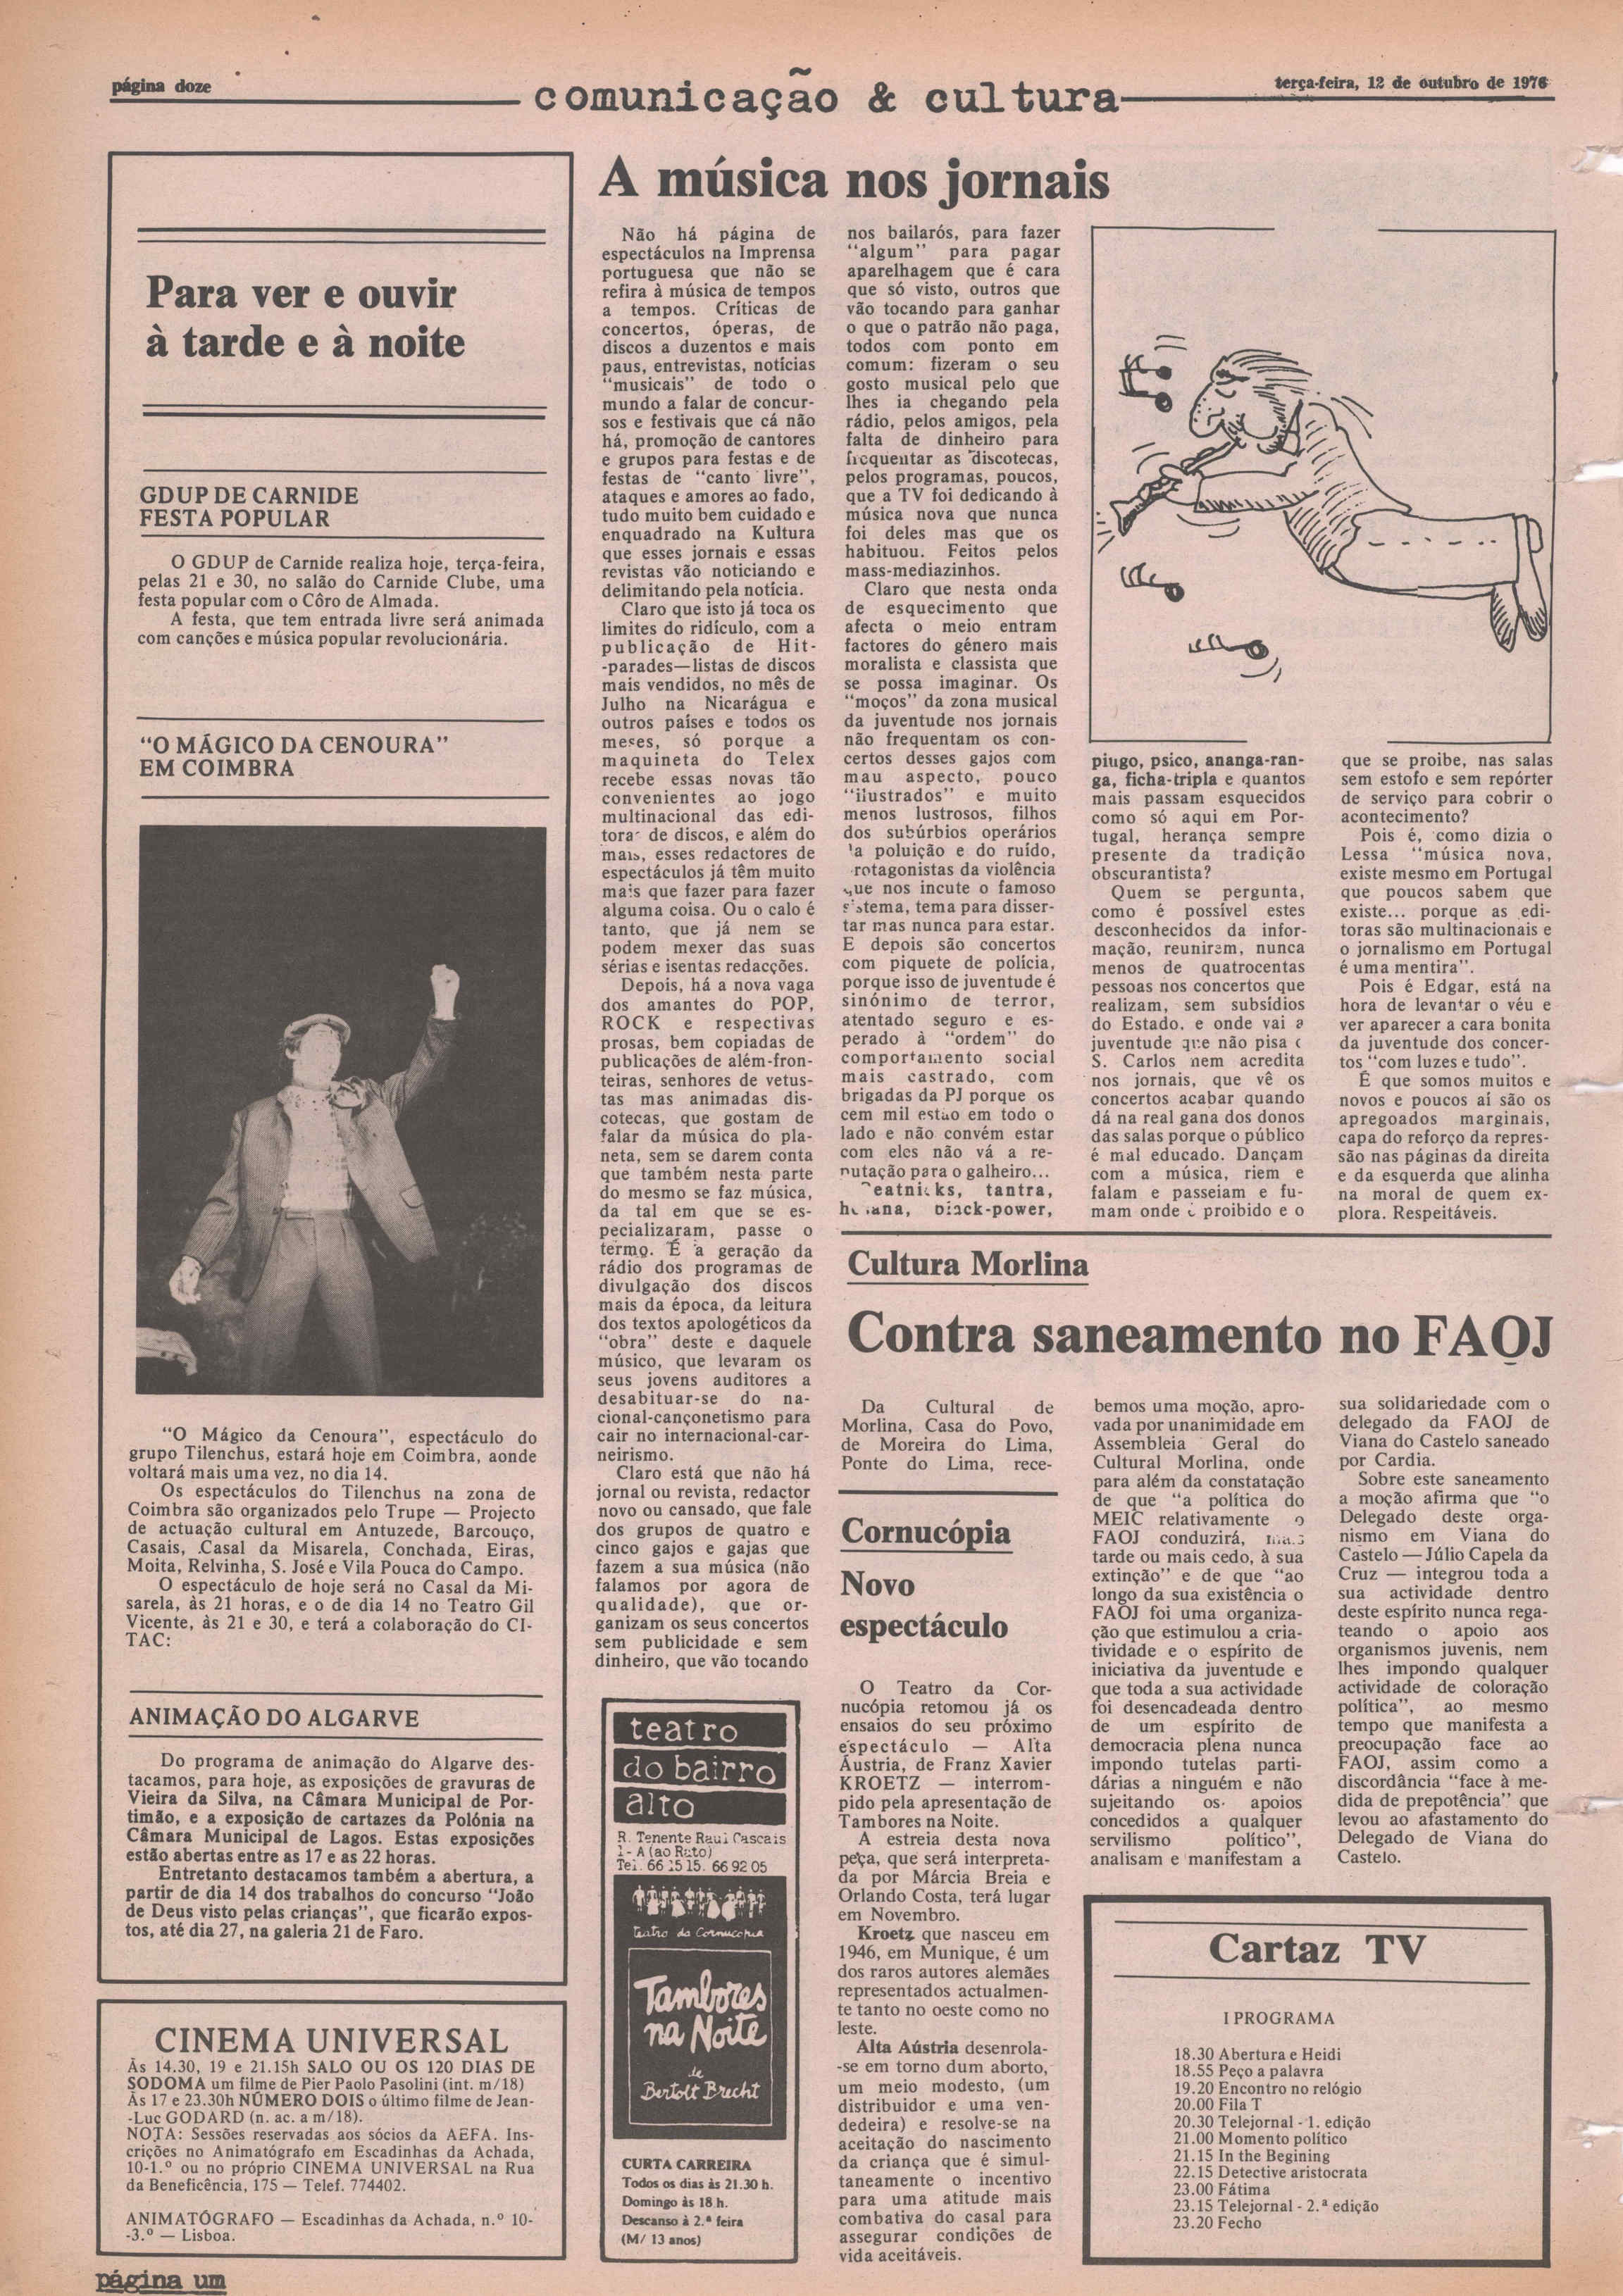 página doze
comunicação & cultura
terça-feira, 12 de outubro de 1976
Para ver e ouvir
à tarde e à noite
GDUP DE CARNIDE
FESTA POPULAR
O GDUP de Carnide realiza hoje, terça-feira,
pelas 21 e 30, no salão do Carnide Clube, uma
festa popular com o Côro de Almada.
A festa, que tem entrada livre será animada
com canções e música popular revolucionária.
"O MÁGICO DA CENOURA"
EM COIMBRA
"O Mágico da Cenoura", espectáculo do
grupo Tilenchus, estará hoje em Coimbra, aonde
voltará mais uma vez, no dia 14.
Os espectáculos do Tilenchus na zona de
Coimbra são organizados pelo Trupe — Projecto
de actuação cultural em Antuzede, Barcouço,
Casais, Casal da Misarela, Conchada, Eiras,
Moita, Relvinha, S. José e Vila Pouca do Campo.
O espectáculo de hoje será no Casal da Mi-
sarela, às 21 horas, e o de dia 14 no Teatro Gil
Vicente, às 21 e 30, e terá a colaboração do CI-
TAC:
ANIMAÇÃO DO ALGARVE
Do programa de animação do Algarve des-
tacamos, para hoje, as exposições de gravuras de
Vieira da Silva, na Câmara Municipal de Por-
timão, e a exposição de cartazes da Polónia na
Câmara Municipal de Lagos. Estas exposições
estão abertas entre as 17 e as 22 horas.
Entretanto destacamos também a abertura, a
partir de dia 14 dos trabalhos do concurso "João
de Deus visto pelas crianças", que ficarão expos-
tos, até dia 27, na galeria 21 de Faro.
CINEMA UNIVERSAL
Às 14.30, 19 e 21.15h SALO OU OS 120 DIAS DE
SODOMA um filme de Pier Paolo Pasolini (int. m/18)
Às 17 e 23.30h NÚMERO DOIS o último filme de Jean-
-Luc GODARD (n. ac. a m/18).
NOTA: Sessões reservadas aos sócios da AEFA. Ins-
crições no Animatógrafo em Escadinhas da Achada,
10-1.º ou no próprio CINEMA UNIVERSAL na Rua
da Beneficência, 175 — Telef. 774402.
ANIMATÓGRAFO — Escadinhas da Achada, n.º 10-
-3.º — Lisboa.
A música nos jornais
Não há página de
espectáculos na Imprensa
portuguesa que não se
refira à música de tempos
a tempos. Críticas de
concertos, óperas, de
discos a duzentos e mais
paus, entrevistas, notícias
"musicais" de todo o
mundo a falar de concur-
sos e festivais que cá não
há, promoção de cantores
e grupos para festas e de
festas de "canto livre",
ataques e amores ao fado,
tudo muito bem cuidado e
enquadrado na Kultura
que esses jornais e essas
revistas vão noticiando e
delimitando pela notícia.
Claro que isto já toca os
limites do ridículo, com a
publicação de Hit-
-parades—listas de discos
mais vendidos, no mês de
Julho na Nicarágua e
outros países e todos os
meses, só porque a
maquineta do Telex
recebe essas novas tão
convenientes ao jogo
multinacional das edi-
tora de discos, e além do
mais, esses redactores de
espectáculos já têm muito
mais que fazer para fazer
alguma coisa. Ou o calo é
tanto, que já nem se
podem mexer das suas
sérias e isentas redacções.
Depois, há a nova vaga
dos amantes do POP,
ROCK e respectivas
prosas, bem copiadas de
publicações de além-fron-
teiras, senhores de vetus-
tas mas animadas dis-
cotecas, que gostam de
falar da música do pla-
neta, sem se darem conta
que também nesta parte
do mesmo se faz música,
da tal em que se es-
pecializaram, passe o
termo. É a geração da
rádio dos programas de
divulgação dos discos
mais da época, da leitura
dos textos apologéticos da
"obra" deste e daquele
músico, que levaram os
seus jovens auditores a
desabituar-se do na-
cional-cançonetismo para
cair no internacional-car-
neirismo.
Claro está que não há
jornal ou revista, redactor
novo ou cansado, que fale
dos grupos de quatro e
cinco gajos e gajas que
fazem a sua música (não
falamos por agora de
qualidade), que or-
ganizam os seus concertos
sem publicidade e sem
dinheiro, que vão tocando
nos bailarós, para fazer
"algum" para pagar
aparelhagem que é cara
que só visto, outros que
vão tocando para ganhar
o que o patrão não paga,
todos com ponto em
comum: fizeram o seu
gosto musical pelo que
lhes ia chegando pela
rádio, pelos amigos, pela
falta de dinheiro para
frequentar as discotecas,
pelos programas, poucos,
que a TV foi dedicando à
música nova que nunca
foi deles mas que os
habituou. Feitos pelos
mass-mediazinhos.
Claro que nesta onda
de esquecimento que
afecta o meio entram
factores do género mais
moralista e classista que
se possa imaginar. Os
"moços" da zona musical
da juventude nos jornais
não frequentam os con-
certos desses gajos com
mau aspecto, pouco
"ilustrados" e muito
menos lustrosos, filhos
dos subúrbios operários
'a poluição e do ruído,
rotagonistas da violência
que nos incute o famoso
sistema, tema para disser-
tar mas nunca para estar.
E depois são concertos
com piquete de polícia,
porque isso de juventude é
sinónimo de terror,
atentado seguro e es-
perado à "ordem" do
comportamento social
mais castrado, com
brigadas da PJ porque os
cem mil estão em todo o
lado e não convém estar
com eles não vá a re-
putação para o galheiro...
eatnicks, tantra,
black-power,
piugo, psico, ananga-ran-
ga, ficha-tripla e quantos
mais passam esquecidos
como só aqui em Por-
tugal, herança sempre
presente da tradição
obscurantista?
Quem se pergunta,
como é possível estes
desconhecidos da infor-
mação, reunirem, nunca
menos de quatrocentas
pessoas nos concertos que
realizam, sem subsídios
do Estado, e onde vai a
juventude que não pisa
S. Carlos nem acredita
nos jornais, que vê os
concertos acabar quando
dá na real gana dos donos
das salas porque o público
é mal educado. Dançam
com a música, riem e
falam e passeiam e fu-
mam onde é proibido e o
que se proibe, nas salas
sem estofo e sem repórter
de serviço para cobrir o
acontecimento?
Pois é, como dizia o
Lessa "música nova,
existe mesmo em Portugal
que poucos sabem que
existe... porque as edi-
toras são multinacionais e
o jornalismo em Portugal
é uma mentira".
Pois é Edgar, está na
hora de levantar o véu e
ver aparecer a cara bonita
da juventude dos concer-
tos "com luzes e tudo".
É que somos muitos e
novos e poucos aí são os
apregoados marginais,
capa do reforço da repres-
são nas páginas da direita
e da esquerda que alinha
na moral de quem ex-
plora. Respeitáveis.
Cultura Morlina
Contra saneamento no FAOJ
Da Cultural de
Morlina, Casa do Povo,
de Moreira do Lima,
Ponte do Lima, rece-
bemos uma moção, apro-
vada por unanimidade em
Assembleia Geral do
Cultural Morlina, onde
para além da constatação
de que "a política do
MEIC relativamente o
FAOJ conduzirá, mais
tarde ou mais cedo, à sua
extinção" e de que "ao
longo da sua existência o
FAOJ foi uma organiza-
ção que estimulou a cria-
tividade e o espírito de
iniciativa da juventude e
que toda a sua actividade
foi desencadeada dentro
de um espírito de
democracia plena nunca
impondo tutelas parti-
dárias a ninguém e não
sujeitando os apoios
concedidos a qualquer
servilismo político",
analisam e manifestam a
sua solidariedade com o
delegado da FAOJ de
Viana do Castelo saneado
por Cardia.
Sobre este saneamento
a moção afirma que "o
Delegado deste orga-
nismo em Viana do
Castelo — Júlio Capela da
Cruz — integrou toda a
sua actividade dentro
deste espírito nunca rega-
teando o apoio aos
organismos juvenis, nem
lhes impondo qualquer
actividade de coloração
política", ao mesmo
tempo que manifesta a
preocupação face ao
FAOJ, assim como a
discordância "face à me-
dida de prepotência" que
levou ao afastamento do
Delegado de Viana do
Castelo.
Cornucópia
Novo
espectáculo
O Teatro da Cor-
nucópia retomou já os
ensaios do seu próximo
espectáculo — Alta
Áustria, de Franz Xavier
KROETZ — interrom-
pido pela apresentação de
Tambores na Noite.
A estreia desta nova
peça, que será interpreta-
da por Márcia Breia e
Orlando Costa, terá lugar
em Novembro.
Kroetz que nasceu em
1946, em Munique, é um
dos raros autores alemães
representados actualmen-
te tanto no oeste como no
leste.
Alta Aústria desenrola-
-se em torno dum aborto,
um meio modesto, (um
distribuidor e uma ven-
dedeira) e resolve-se na
aceitação do nascimento
da criança que é simul-
taneamente o incentivo
para uma atitude mais
combativa do casal para
assegurar condições de
vida aceitáveis.
teatro
do bairro
alto
R. Tenente Raul Cascais
1-A (ao Rato)
Tel. 66 15 15. 66 92 05
teatro da Cornucópia
Tambores
na Noite
de
Bertolt Brecht
CURTA CARREIRA
Todos os dias às 21.30 h.
Domingo às 18 h.
Descanso à 2.ª feira
(M/ 13 anos)
Cartaz TV
I PROGRAMA
18.30 Abertura e Heidi
18.55 Peço a palavra
19.20 Encontro no relógio
20.00 Fila T
20.30 Telejornal - 1. edição
21.00 Momento político
21.15 In the Begining
22.15 Detective aristocrata
23.00 Fátima
23.15 Telejornal - 2.ª edição
23.20 Fecho
página um